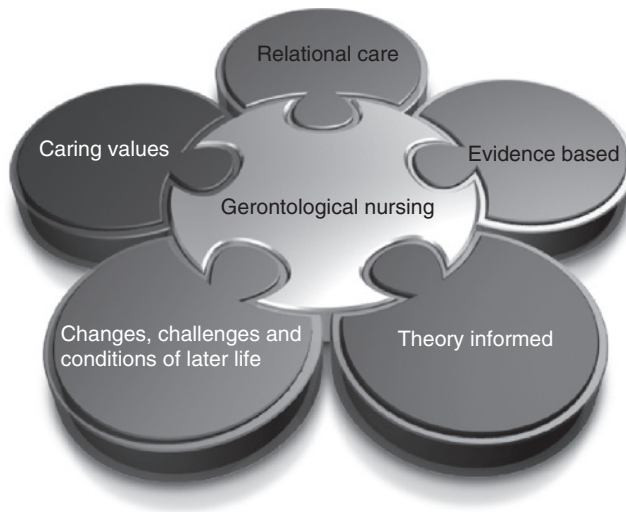 Relational care
Caring values
Evidence based
Gerontological nursing
Changes, challenges and
conditions of later life
Theory informed